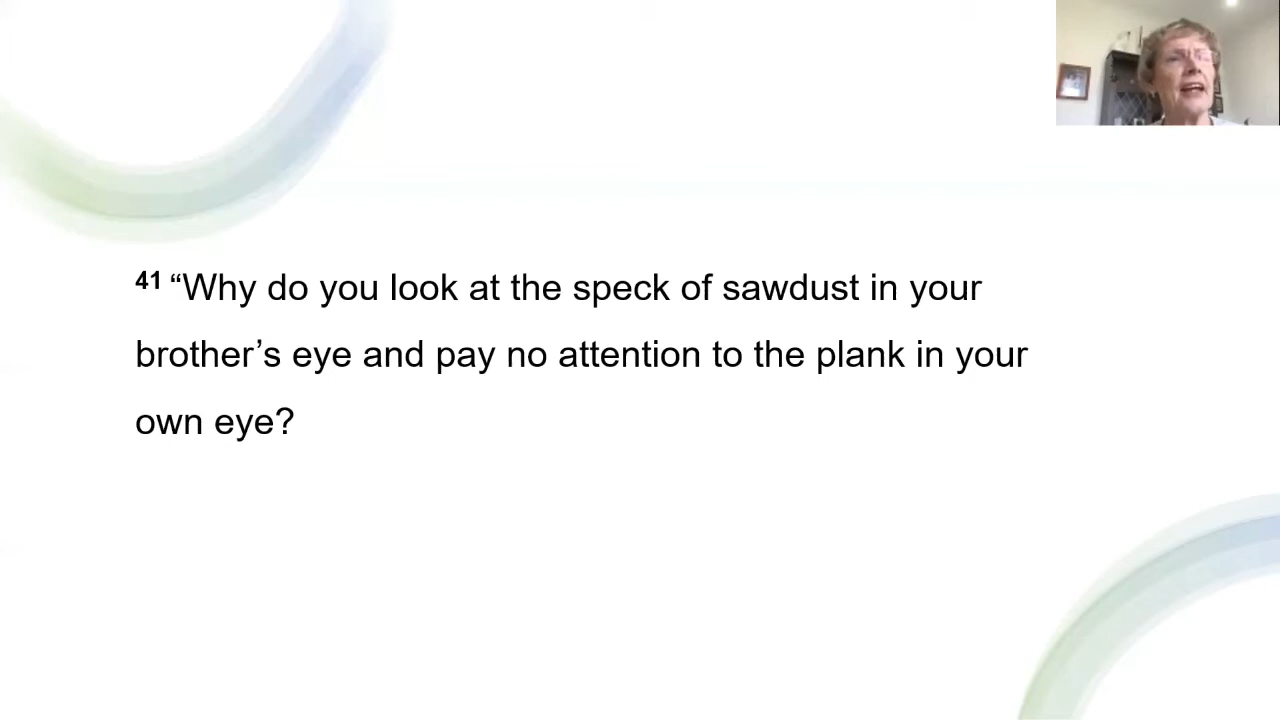 41 “Why do you look at the speck of sawdust in your
brother’s eye and pay no attention to the plank in your
own eye?